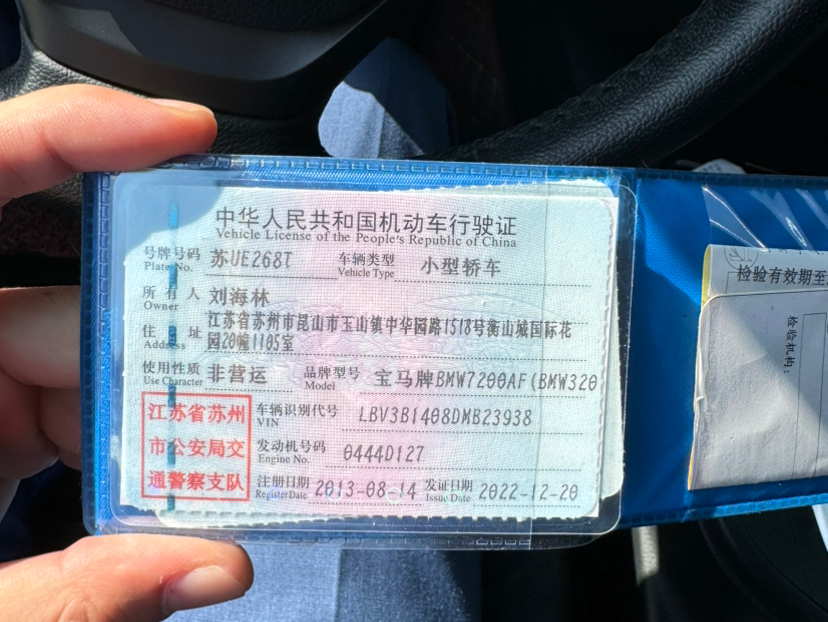 中华人民共和国机动车行驶证
Vehicle License of the People's Republic of China
号牌号码 苏UE268T 车辆类型 小型轿车
Plate No. Vehicle Type
所有人 刘海林
Owner
住址 江苏省苏州市昆山市玉山镇中华园路1518号衡山城国际花
园20幢1105室
Address
使用性质 非营运 品牌型号 宝马牌BMW7200AF(BMW320
Use Character Model
江苏省苏州
市公安局交
通警察支队
车辆识别代号 LBV3B1408DMB23938
VIN
发动机号码 0444D127
Engine No.
注册日期 2013-08-14 发证日期 2022-12-20
Register Date Issue Date
检验有效期至
检验机构: